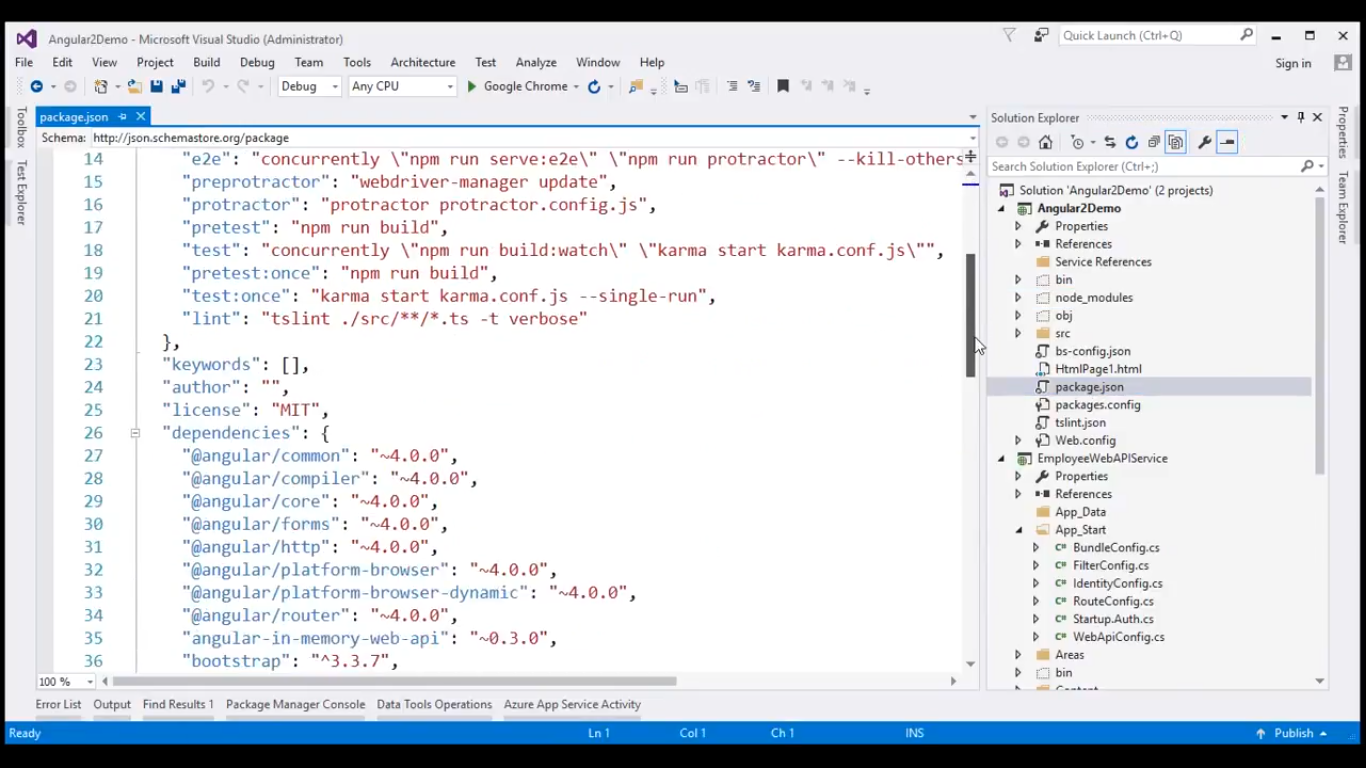 Angular2Demo - Microsoft Visual Studio (Administrator)
Quick Launch (Ctrl+Q)
File Edit View Project Build Debug Team Tools Architecture Test Analyze Window Help
Sign in
Debug Any CPU Google Chrome
Toolbox
Test Explorer
package.json
Schema: http://json.schemastore.org/package
14 "e2e": "concurrently \"npm run serve:e2e\" \"npm run protractor\" --kill-others
15 "preprotractor": "webdriver-manager update",
16 "protractor": "protractor protractor.config.js",
17 "pretest": "npm run build",
18 "test": "concurrently \"npm run build:watch\" \"karma start karma.conf.js\"",
19 "pretest:once": "npm run build",
20 "test:once": "karma start karma.conf.js --single-run",
21 "lint": "tslint ./src/**/*.ts -t verbose"
22 },
23 "keywords": [],
24 "author": "",
25 "license": "MIT",
26 "dependencies": {
27 "@angular/common": "~4.0.0",
28 "@angular/compiler": "~4.0.0",
29 "@angular/core": "~4.0.0",
30 "@angular/forms": "~4.0.0",
31 "@angular/http": "~4.0.0",
32 "@angular/platform-browser": "~4.0.0",
33 "@angular/platform-browser-dynamic": "~4.0.0",
34 "@angular/router": "~4.0.0",
35 "angular-in-memory-web-api": "~0.3.0",
36 "bootstrap": "^3.3.7",
100 %
Solution Explorer
Search Solution Explorer (Ctrl+;)
Solution 'Angular2Demo' (2 projects)
Angular2Demo
Properties
References
Service References
bin
node_modules
obj
src
bs-config.json
HtmlPage1.html
package.json
packages.config
tslint.json
Web.config
EmployeeWebAPIService
Properties
References
App_Data
App_Start
BundleConfig.cs
FilterConfig.cs
IdentityConfig.cs
RouteConfig.cs
Startup.Auth.cs
WebApiConfig.cs
Areas
bin
Properties
Team Explorer
Error List Output Find Results 1 Package Manager Console Data Tools Operations Azure App Service Activity
Ready Ln 1 Col 1 Ch 1 INS Publish